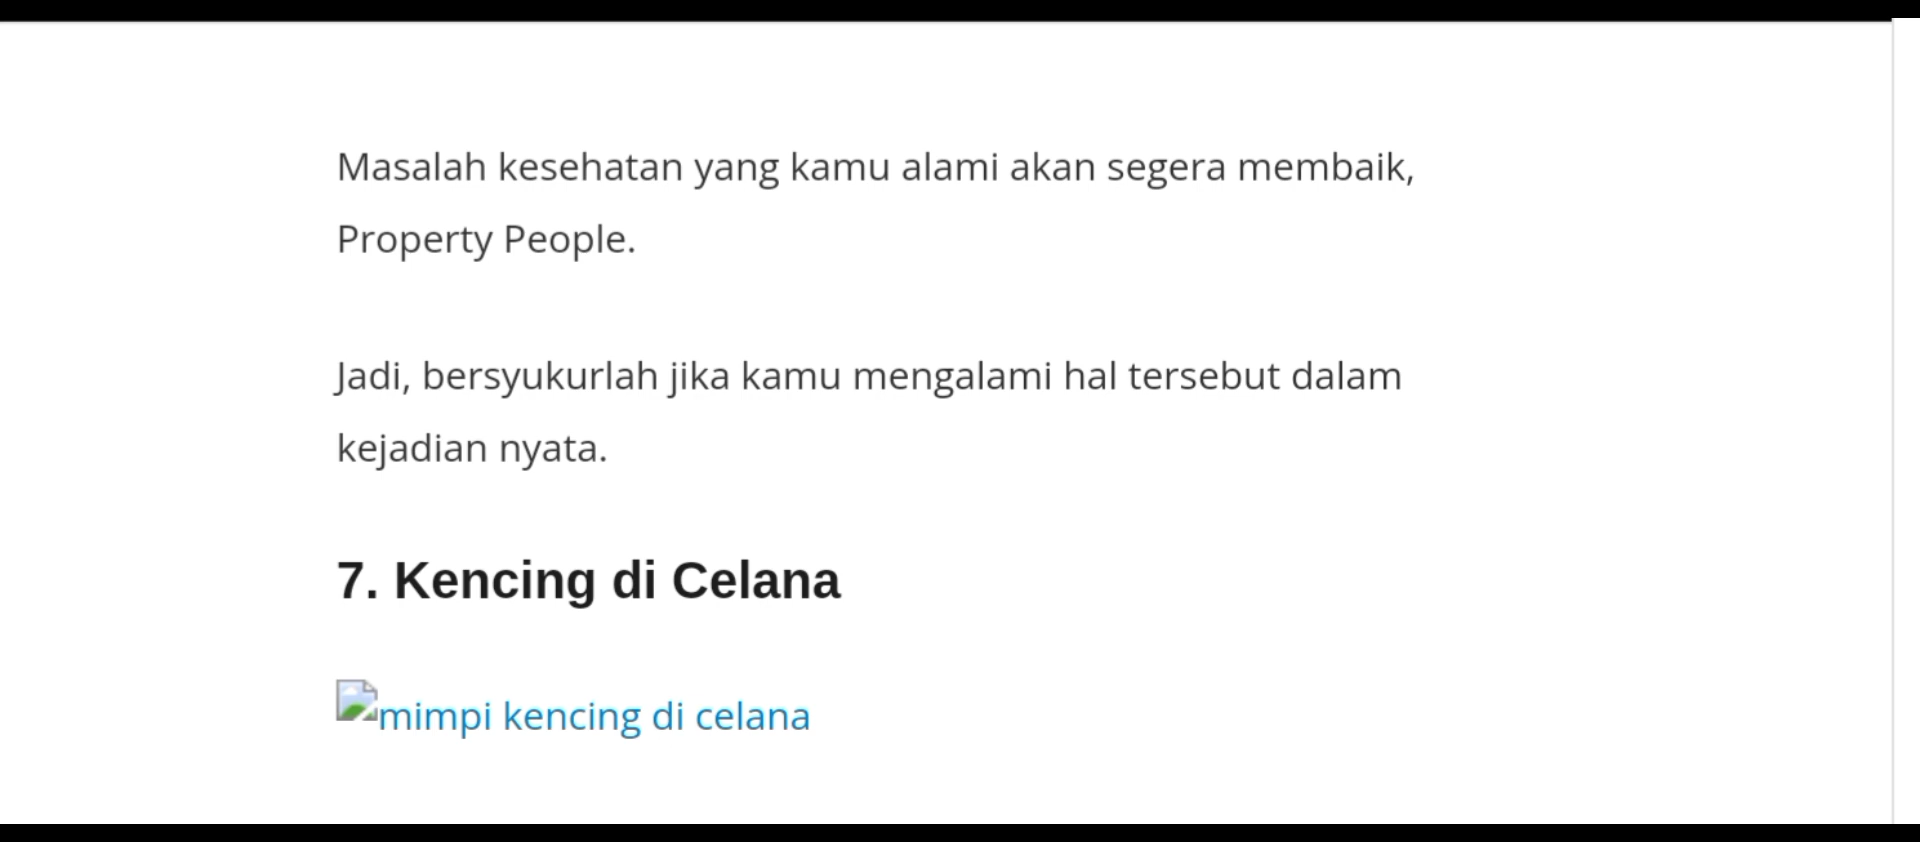 Masalah kesehatan yang kamu alami akan segera membaik,
Property People.
Jadi, bersyukurlah jika kamu mengalami hal tersebut dalam
kejadian nyata.
7. Kencing di Celana
mimpi kencing di celana